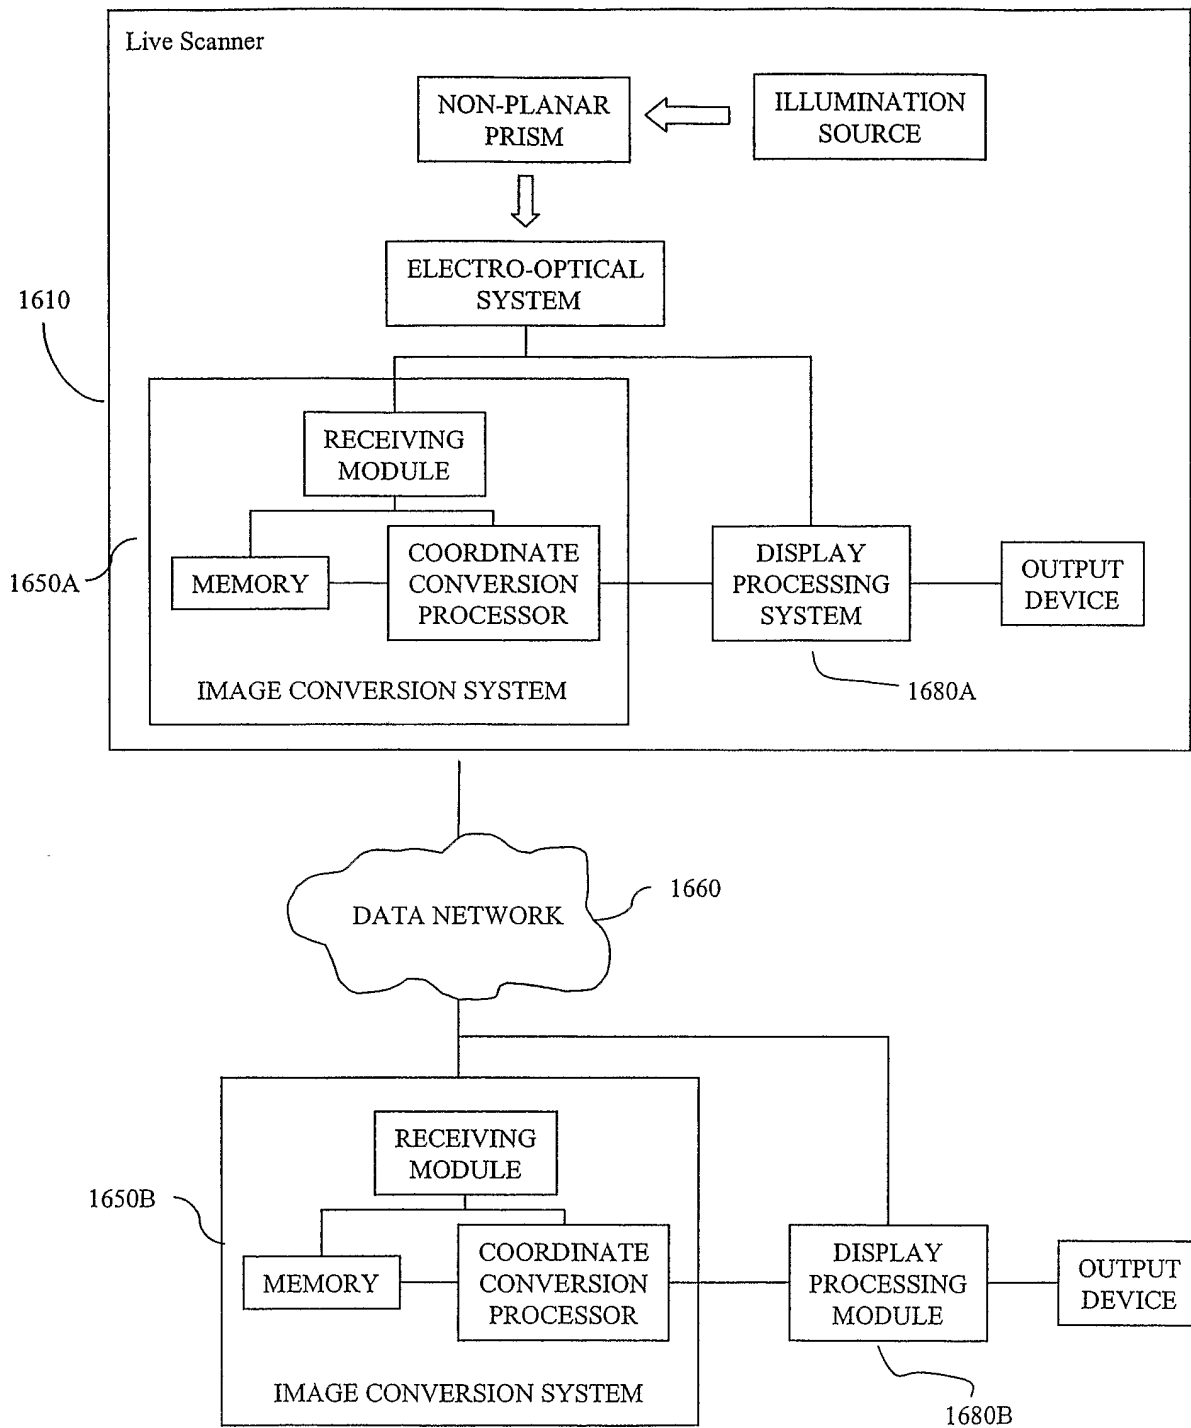 Live Scanner
NON-PLANAR
PRISM
ILLUMINATION
SOURCE
ELECTRO-OPTICAL
SYSTEM
1610
RECEIVING
MODULE
1650A
MEMORY
COORDINATE
CONVERSION
PROCESSOR
DISPLAY
PROCESSING
SYSTEM
OUTPUT
DEVICE
IMAGE CONVERSION SYSTEM
1680A
DATA NETWORK
1660
RECEIVING
MODULE
1650B
MEMORY
COORDINATE
CONVERSION
PROCESSOR
DISPLAY
PROCESSING
MODULE
OUTPUT
DEVICE
IMAGE CONVERSION SYSTEM
1680B